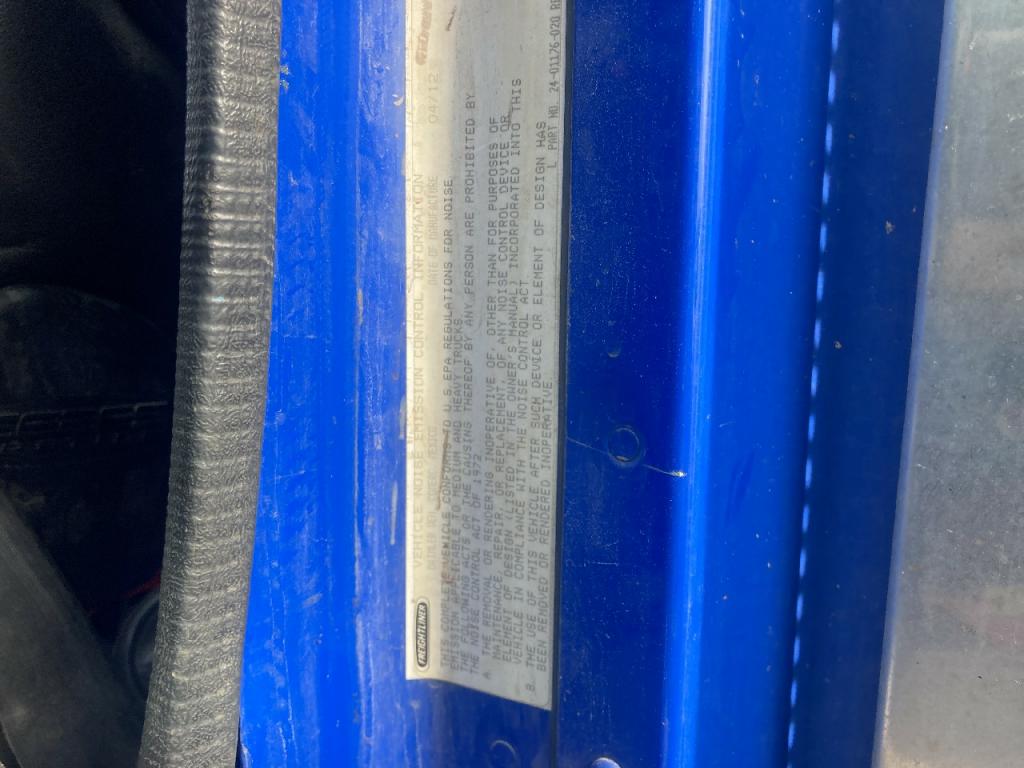 FREIGHTLINER
VEHICLE NOISE EMISSION CONTROL INFORMATION
MEXICO DATE OF MANUFACTURE 04/12
THIS VEHICLE CONFORMS TO U.S. EPA REGULATIONS FOR NOISE
EMISSION APPLICABLE TO MEDIUM AND HEAVY TRUCKS.
THE FOLLOWING ACTS OR THE CAUSING THEREOF BY ANY PERSON ARE PROHIBITED BY
THE NOISE CONTROL ACT OF 1972
A. THE REMOVAL OR RENDERING INOPERATIVE OF, OTHER THAN FOR PURPOSES OF
MAINTENANCE, REPAIR, OR REPLACEMENT, OF ANY NOISE CONTROL DEVICE OR
ELEMENT OF DESIGN (LISTED IN THE OWNER'S MANUAL) INCORPORATED INTO THIS
VEHICLE IN COMPLIANCE WITH THE NOISE CONTROL ACT
B. THE USE OF THIS VEHICLE AFTER SUCH DEVICE OR ELEMENT OF DESIGN HAS
BEEN REMOVED OR RENDERED INOPERATIVE.
PART NO. 24-01176-020